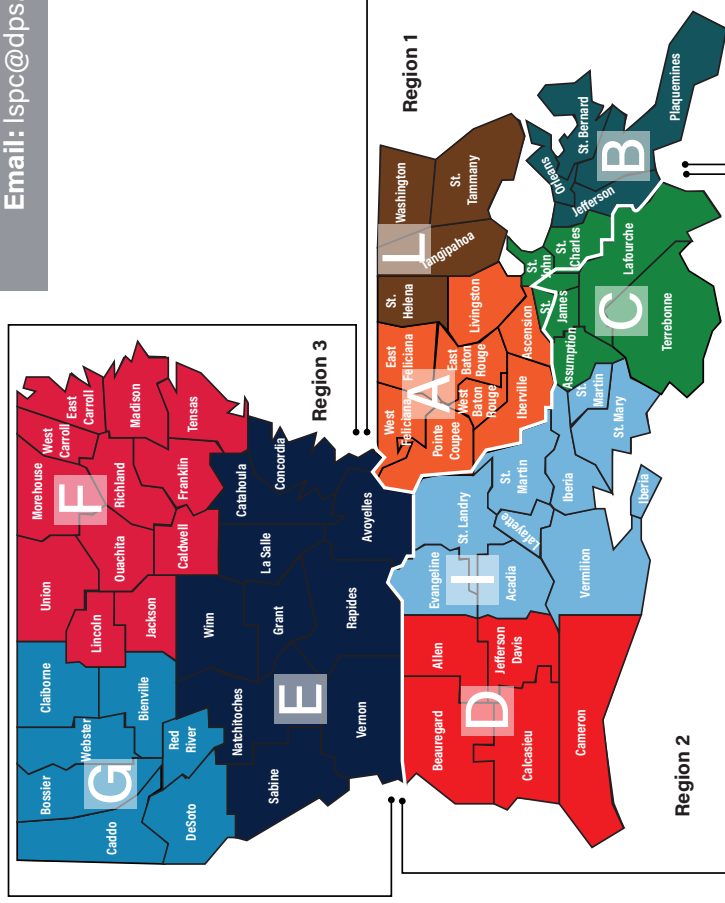 Email: lspc@dps.
Region 3
Region 1
Region 2
G
Bossier
Caddo
Webster
Claiborne
Bienville
Red
River
DeSoto
F
Union
Lincoln
Jackson
Morehouse
Ouachita
Richland
West
Carroll
East
Carroll
Madison
Franklin
Tensas
Caldwell
E
Sabine
Natchitoches
Winn
Grant
La Salle
Catahoula
Concordia
Vernon
Rapides
Avoyelles
D
Beauregard
Allen
Calcasieu
Jefferson
Davis
Cameron
I
Evangeline
St. Landry
Acadia
Lafayette
St.
Martin
Vermilion
Iberia
Iberia
St.
Martin
St. Mary
A
West
Feliciana
East
Feliciana
Pointe
Coupee
West
Baton
Rouge
East
Baton
Rouge
Livingston
Iberville
Ascension
L
St.
Helena
Tangipahoa
Washington
St.
Tammany
C
Assumption
St.
James
St.
John
St.
Charles
Lafourche
Terrebonne
B
Orleans
Jefferson
St. Bernard
Plaquemines